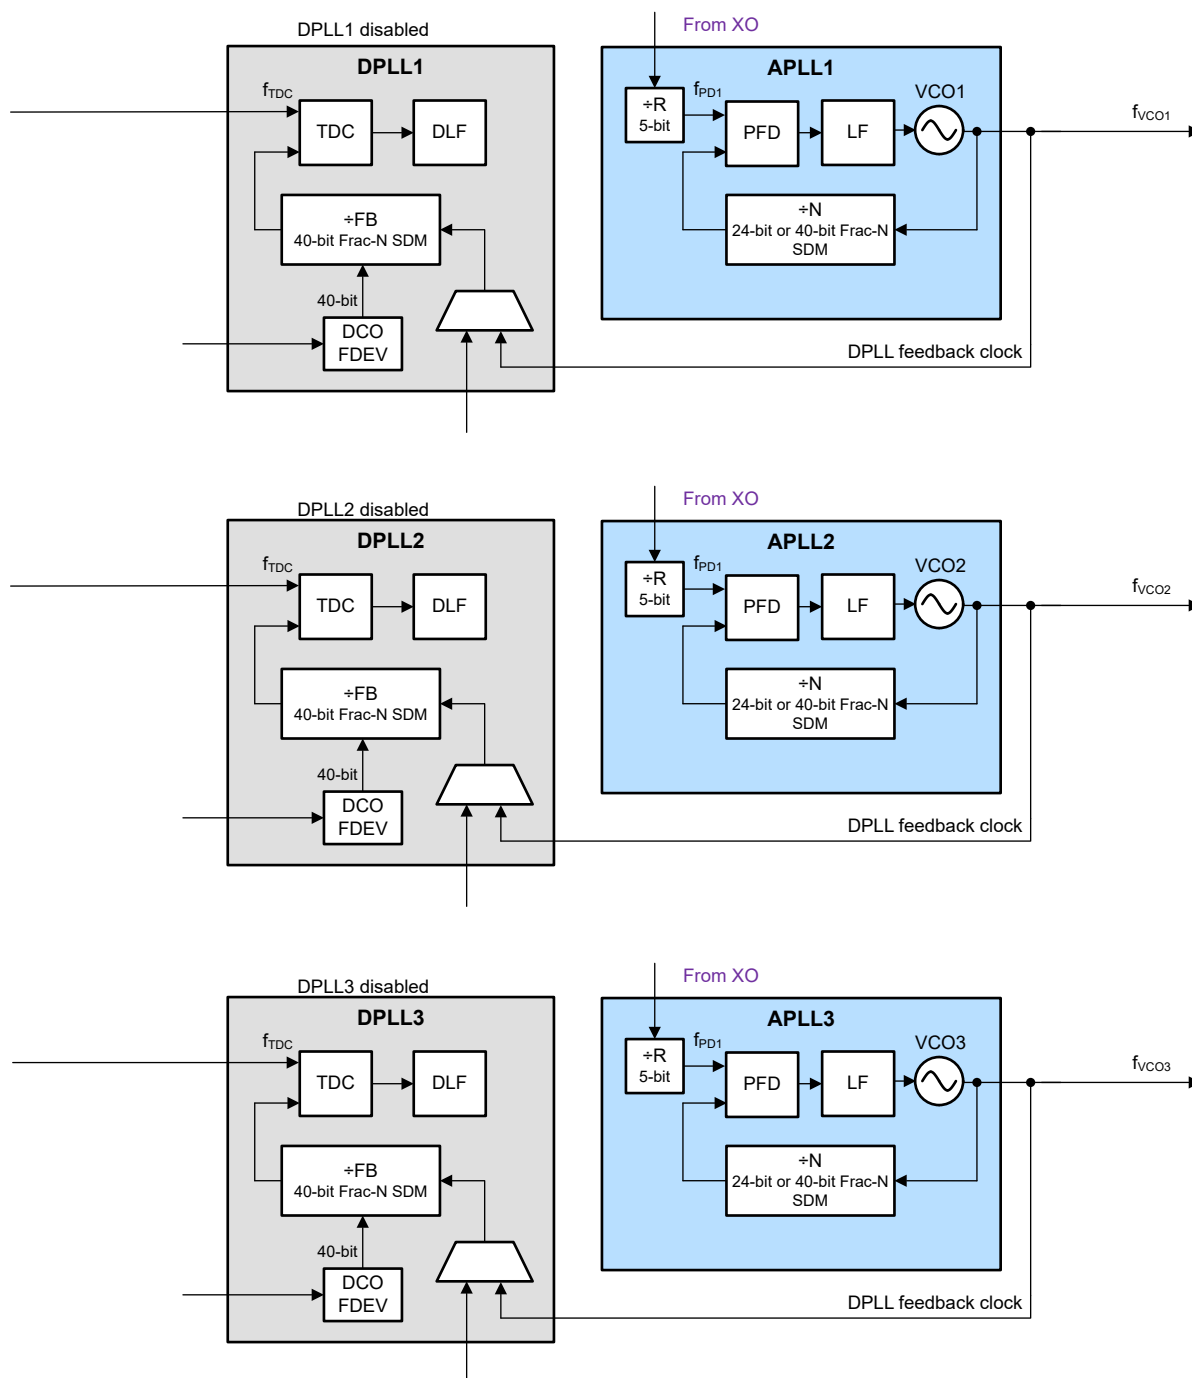 DPLL1 disabled
From XO
DPLL1
APLL1
fTDC
÷R
5-bit
fPD1
VCO1
fVCO1
TDC
DLF
PFD
LF
÷FB
40-bit Frac-N SDM
÷N
24-bit or 40-bit Frac-N
SDM
40-bit
DCO
FDEV
DPLL feedback clock
DPLL2 disabled
From XO
DPLL2
APLL2
fTDC
÷R
5-bit
fPD1
VCO2
fVCO2
TDC
DLF
PFD
LF
÷FB
40-bit Frac-N SDM
÷N
24-bit or 40-bit Frac-N
SDM
40-bit
DCO
FDEV
DPLL feedback clock
DPLL3 disabled
From XO
DPLL3
APLL3
fTDC
÷R
5-bit
fPD1
VCO3
fVCO3
TDC
DLF
PFD
LF
÷FB
40-bit Frac-N SDM
÷N
24-bit or 40-bit Frac-N
SDM
40-bit
DCO
FDEV
DPLL feedback clock